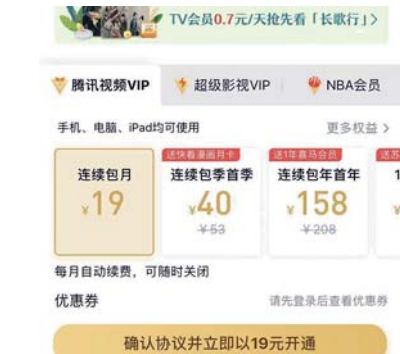 TV会员0.7元/天抢先看「长歌行」>
腾讯视频VIP 超级影视VIP NBA会员
手机、电脑、iPad均可使用 更多权益 >
送快看漫画月卡 送1年喜马会员
连续包月 连续包季首季 连续包年首年
¥19 ¥40 ¥158
¥53 ¥208
每月自动续费，可随时关闭
优惠券 请先登录后查看优惠券
确认协议并立即以19元开通